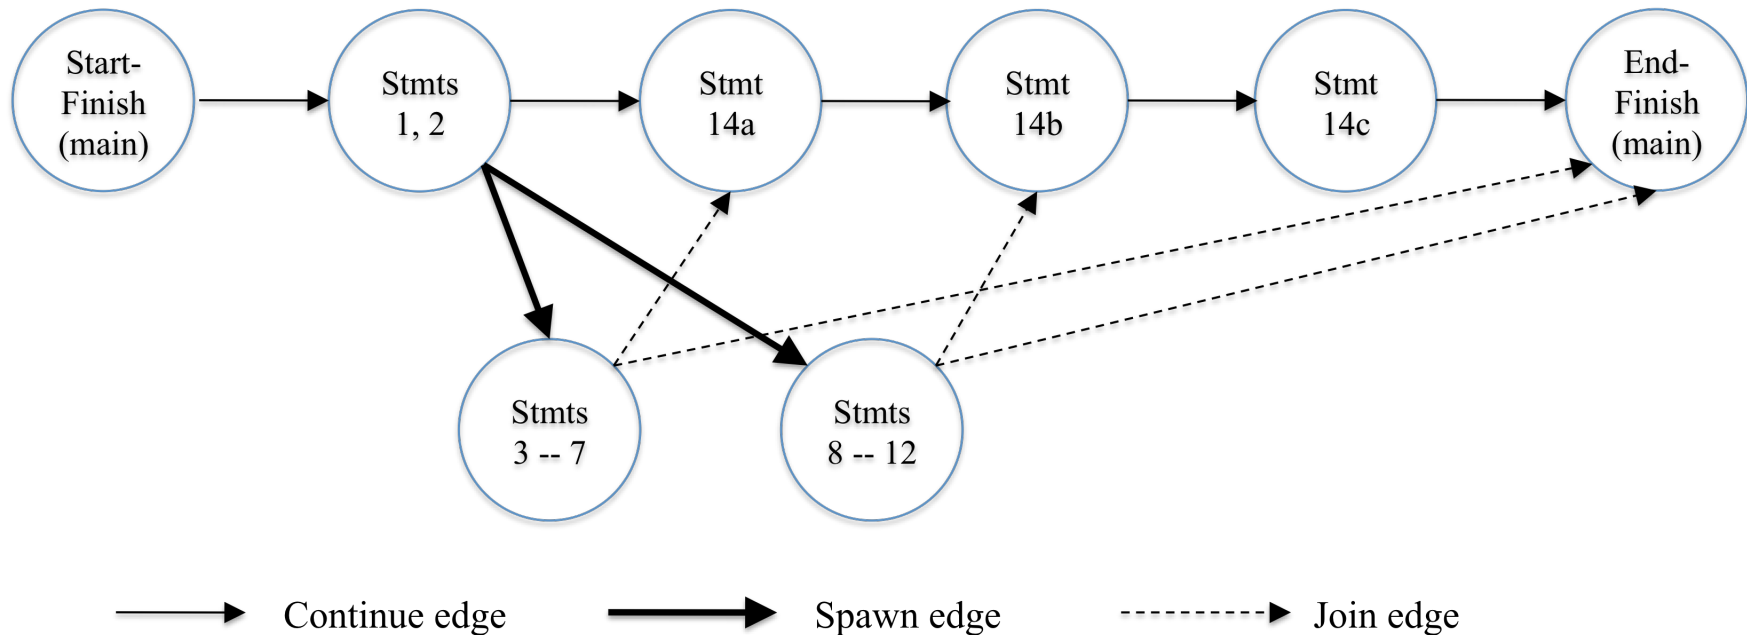 Start-
Finish
(main)
Stmts
1, 2
Stmt
14a
Stmt
14b
Stmt
14c
End-
Finish
(main)
Stmts
3 -- 7
Stmts
8 -- 12
Continue edge
Spawn edge
Join edge